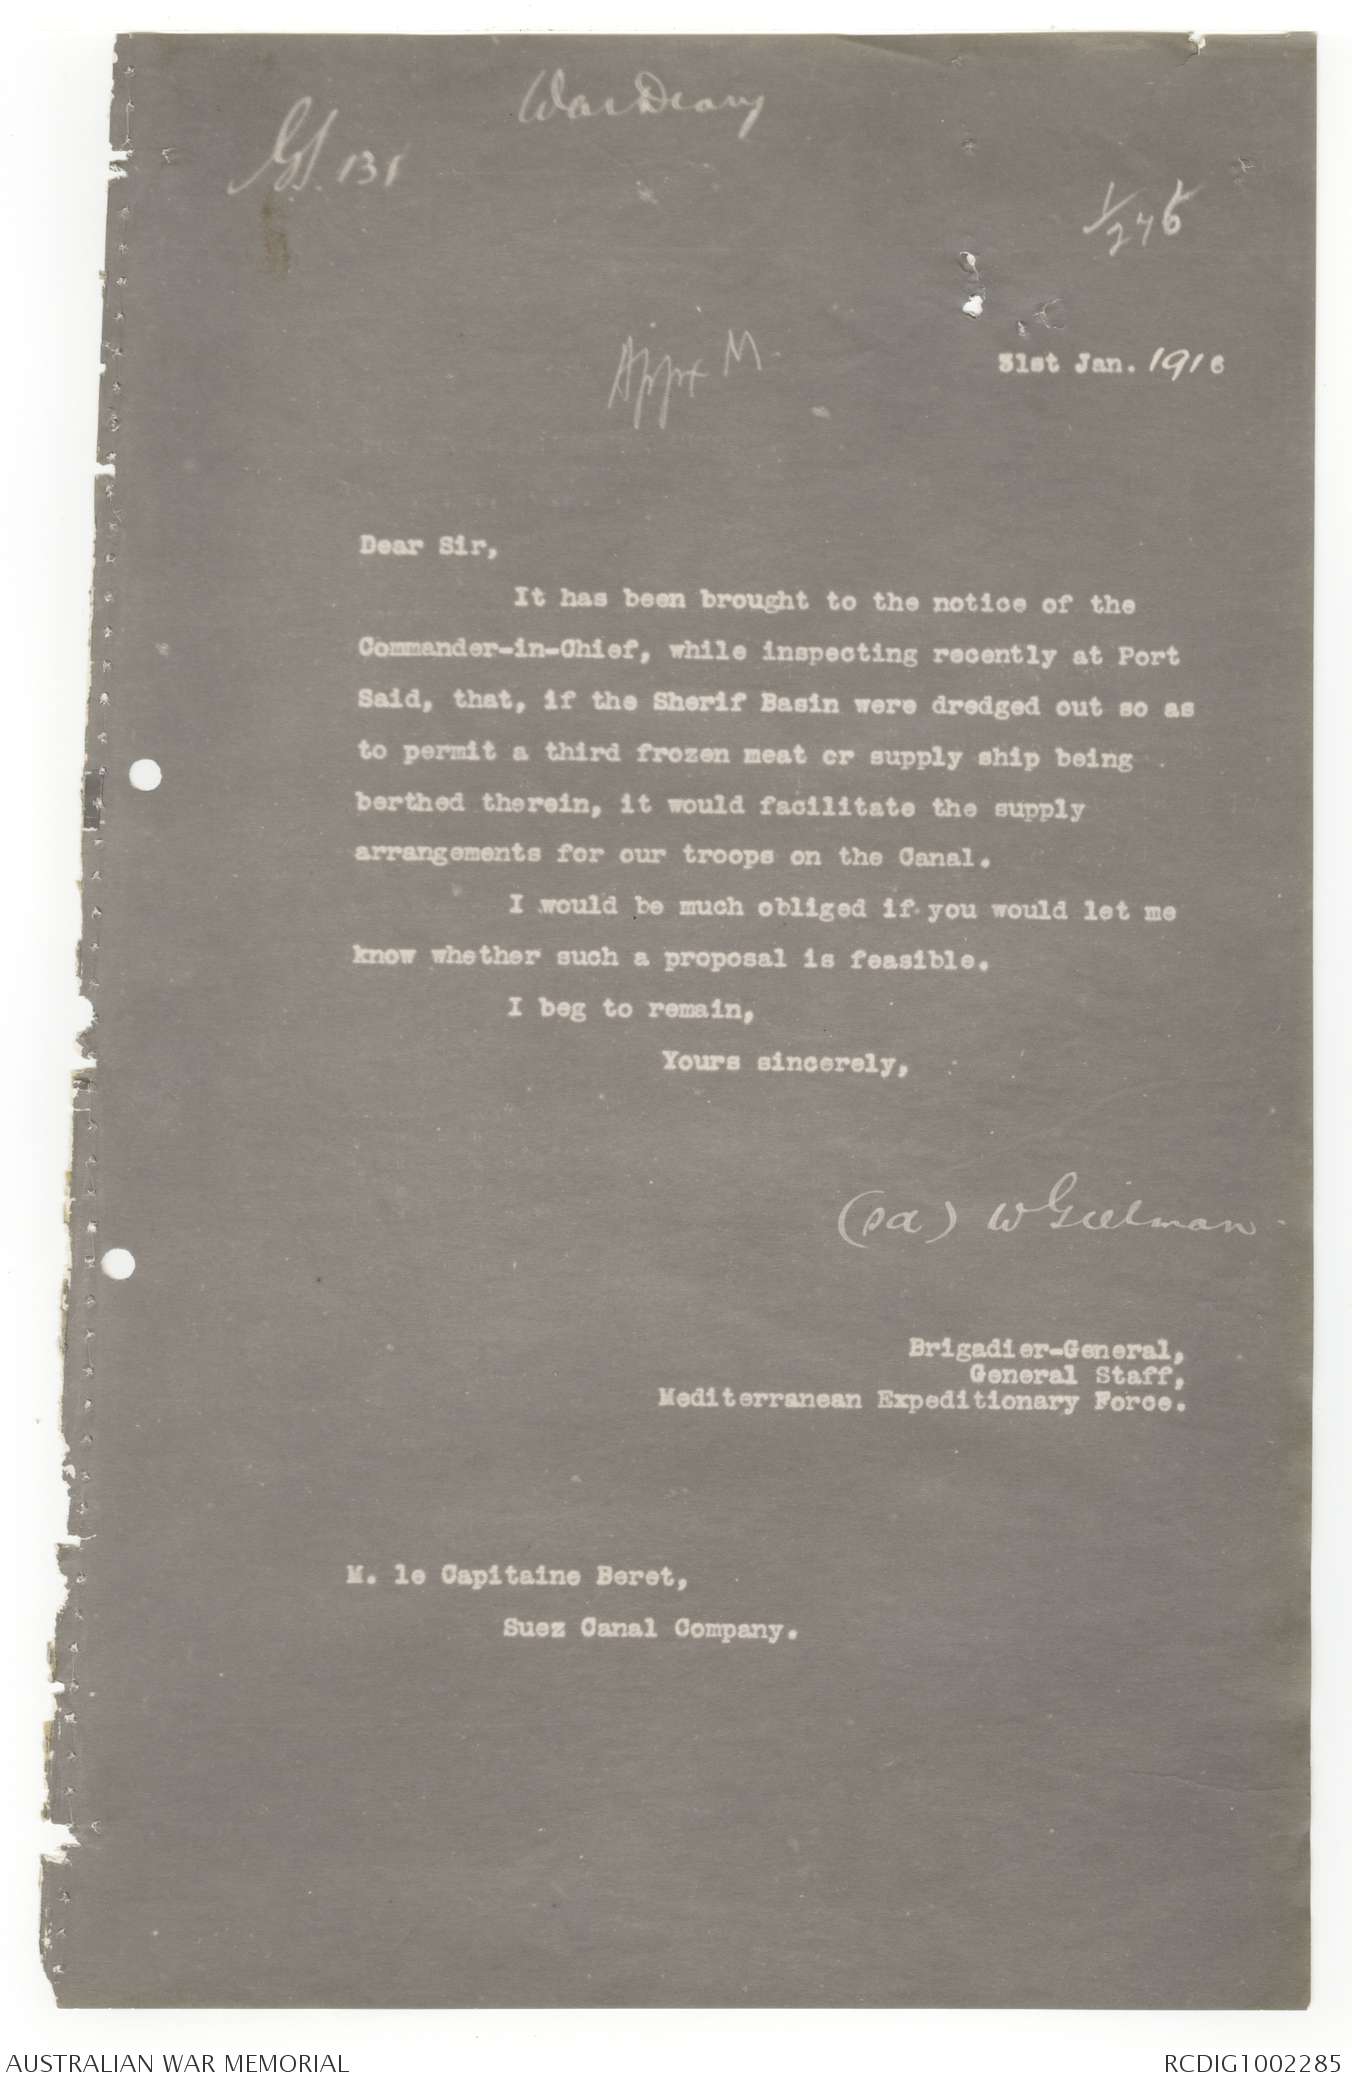 War Diary
GS. 131
1/275
Appx M.
31st Jan. 1916
Dear Sir,
It has been brought to the notice of the
Commander-in-Chief, while inspecting recently at Port
Said, that, if the Sherif Basin were dredged out so as
to permit a third frozen meat or supply ship being
berthed therein, it would facilitate the supply
arrangements for our troops on the Canal.
I would be much obliged if you would let me
know whether such a proposal is feasible.
I beg to remain,
Yours sincerely,
(sd) W Gillman
Brigadier-General,
General Staff,
Mediterranean Expeditionary Force.
M. le Capitaine Beret,
Suez Canal Company.
AUSTRALIAN WAR MEMORIAL
RCDIG1002285